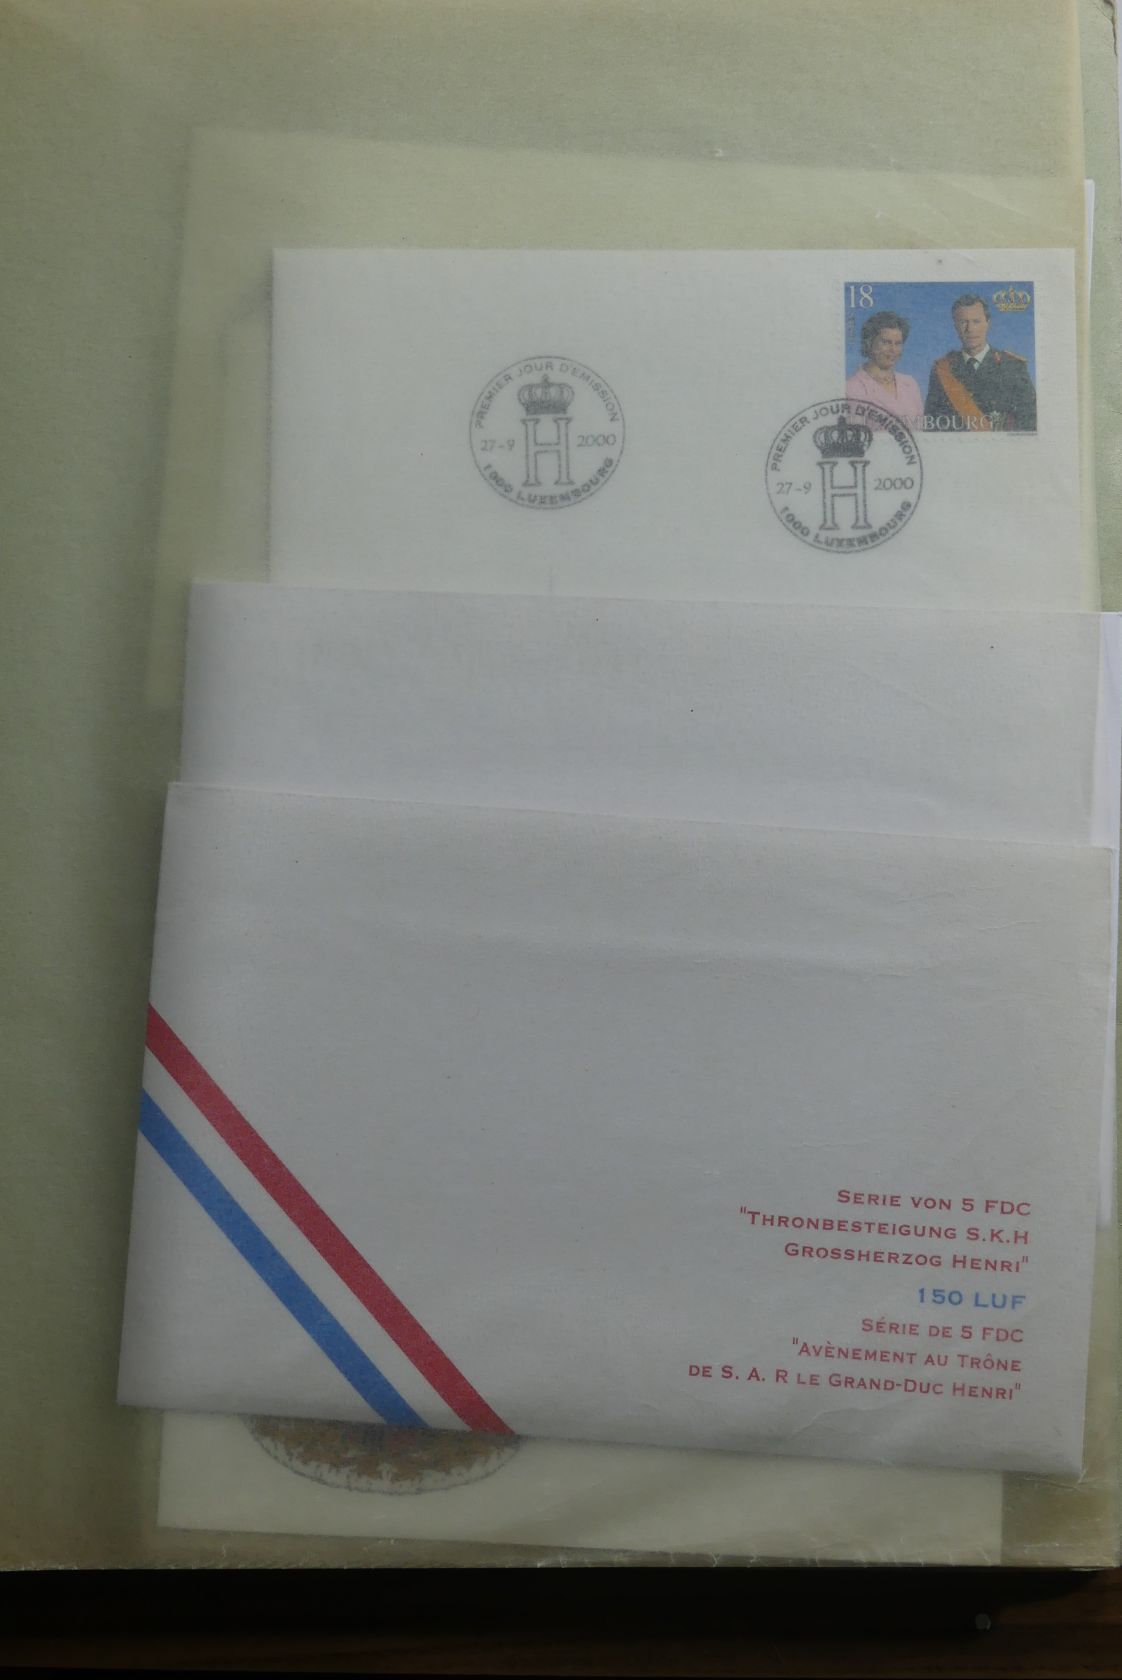 18
BOURG
PREMIER JOUR D'EMISSION
27-9 2000
H
1000 LUXEMBOURG
PREMIER JOUR D'EMISSION
27-9 2000
H
1000 LUXEMBOURG
SERIE VON 5 FDC
"THRONBESTEIGUNG S.K.H
GROSSHERZOG HENRI"
150 LUF
SÉRIE DE 5 FDC
"AVÈNEMENT AU TRÔNE
DE S. A. R LE GRAND-DUC HENRI"